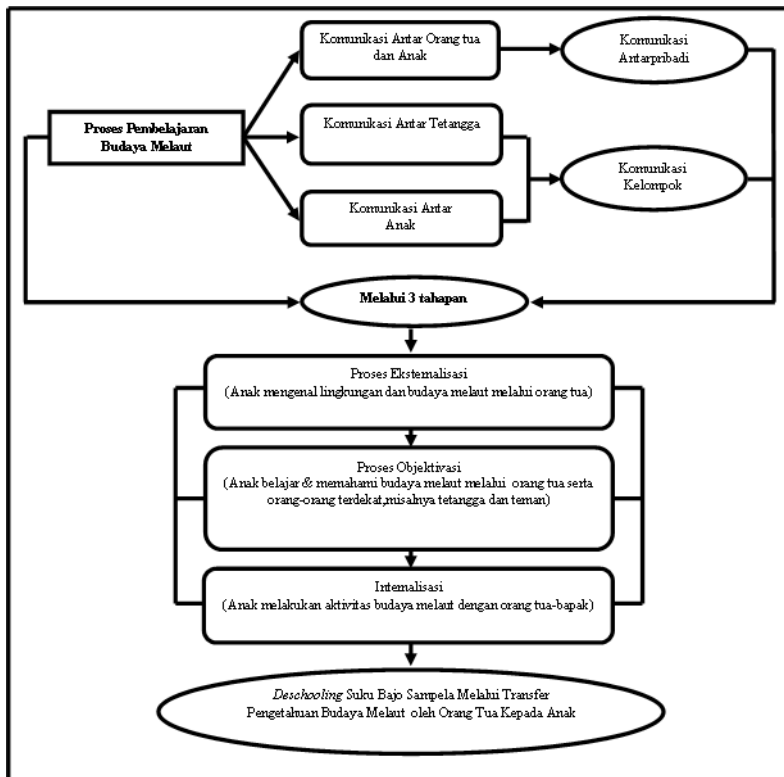 Komunikasi Antar Orang tua
dan Anak
Komunikasi
Antarpribadi
Proses Pembelajaran
Budaya Melaut
Komunikasi Antar Tetangga
Komunikasi
Kelompok
Komunikasi Antar
Anak
Melalui 3 tahapan
Proses Eksternalisasi
(Anak mengenal lingkungan dan budaya melaut melalui orang tua)
Proses Objektivasi
(Anak belajar & memahami budaya melaut melalui orang tua serta
orang-orang terdekat,misalnya tetangga dan teman)
Internalisasi
(Anak melakukan aktivitas budaya melaut dengan orang tua-bapak)
Deschooling Suku Bajo Sampela Melalui Transfer
Pengetahuan Budaya Melaut oleh Orang Tua Kepada Anak